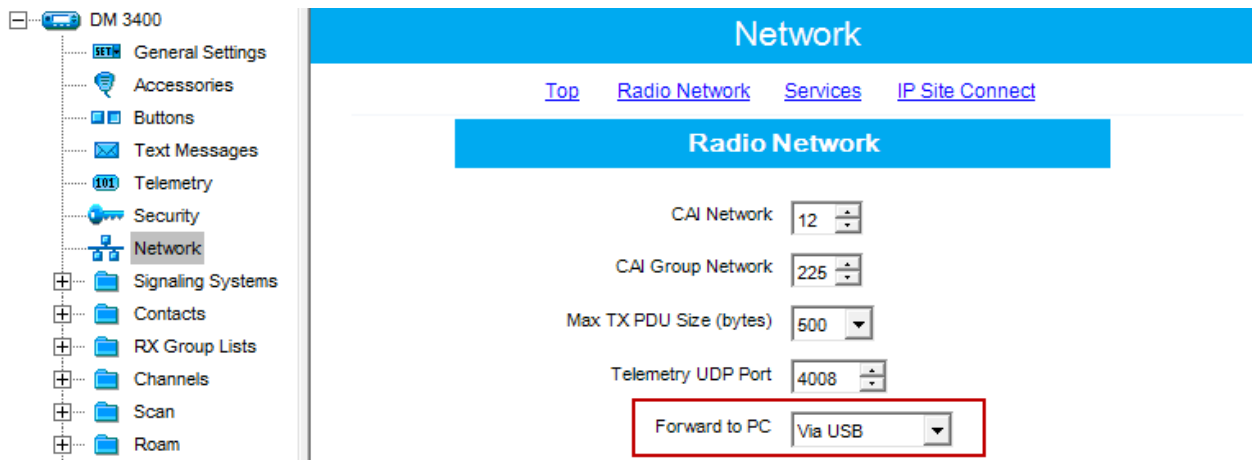 DM 3400
General Settings
Accessories
Buttons
Text Messages
Telemetry
Security
Network
Signaling Systems
Contacts
RX Group Lists
Channels
Scan
Roam
Network
Top Radio Network Services IP Site Connect
Radio Network
CAI Network 12
CAI Group Network 225
Max TX PDU Size (bytes) 500
Telemetry UDP Port 4008
Forward to PC Via USB